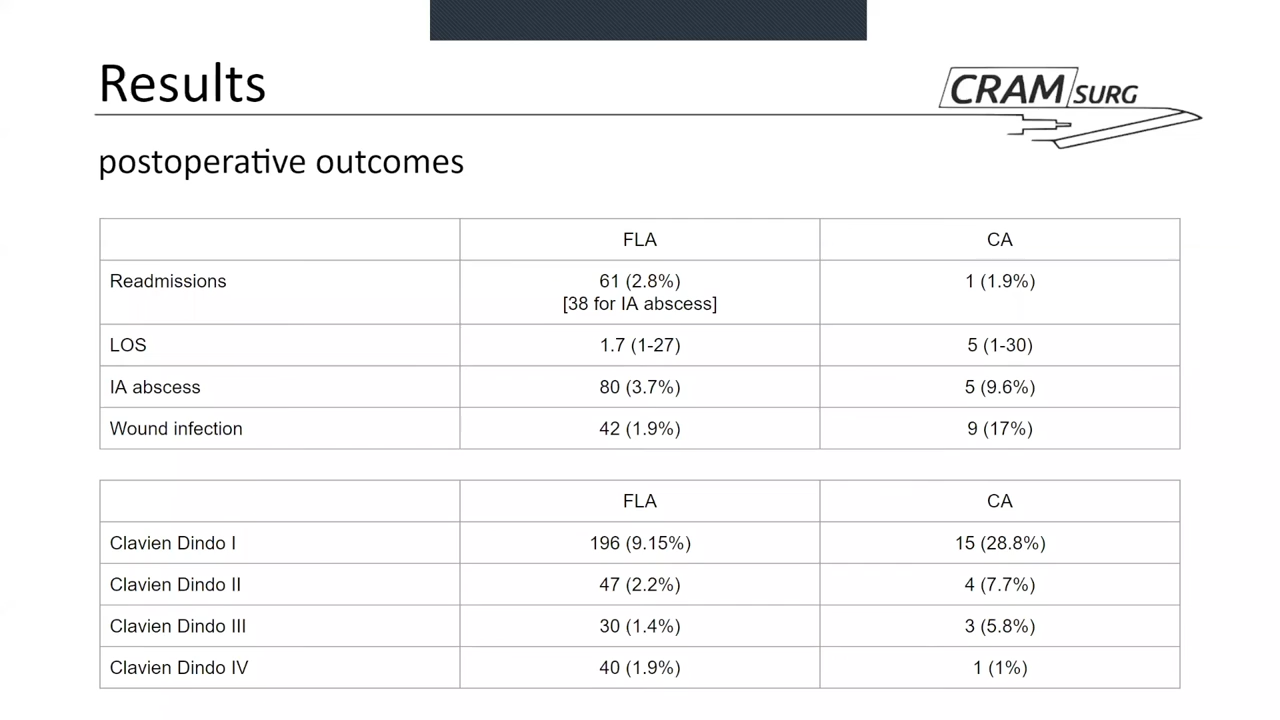 Results
CRAM SURG
postoperative outcomes
FLA CA
Readmissions 61 (2.8%) 1 (1.9%)
[38 for IA abscess]
LOS 1.7 (1-27) 5 (1-30)
IA abscess 80 (3.7%) 5 (9.6%)
Wound infection 42 (1.9%) 9 (17%)
FLA CA
Clavien Dindo I 196 (9.15%) 15 (28.8%)
Clavien Dindo II 47 (2.2%) 4 (7.7%)
Clavien Dindo III 30 (1.4%) 3 (5.8%)
Clavien Dindo IV 40 (1.9%) 1 (1%)